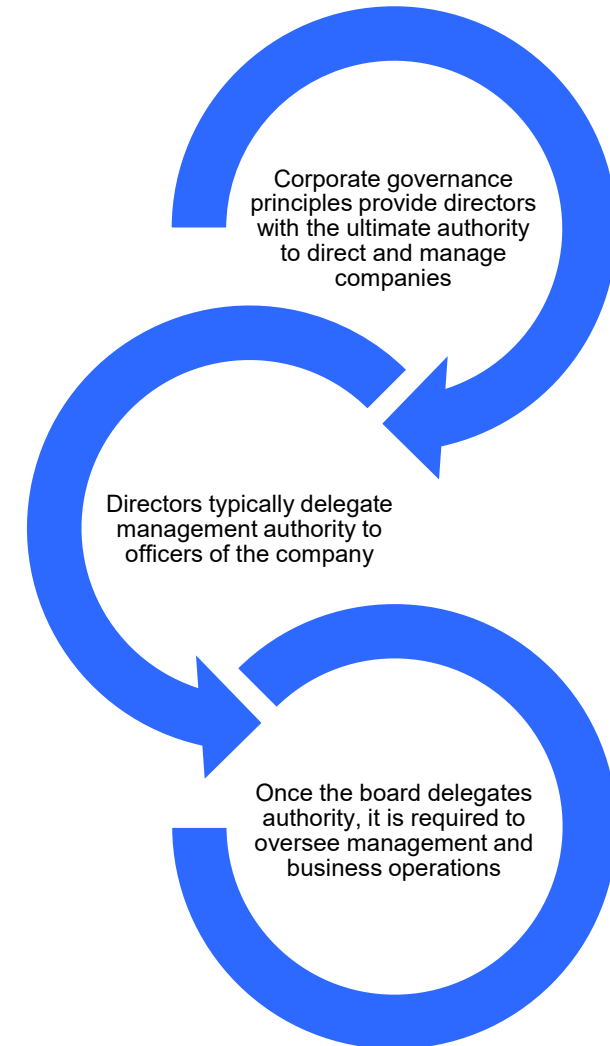 Corporate governance
principles provide directors
with the ultimate authority
to direct and manage
companies
Directors typically delegate
management authority to
officers of the company
Once the board delegates
authority, it is required to
oversee management and
business operations